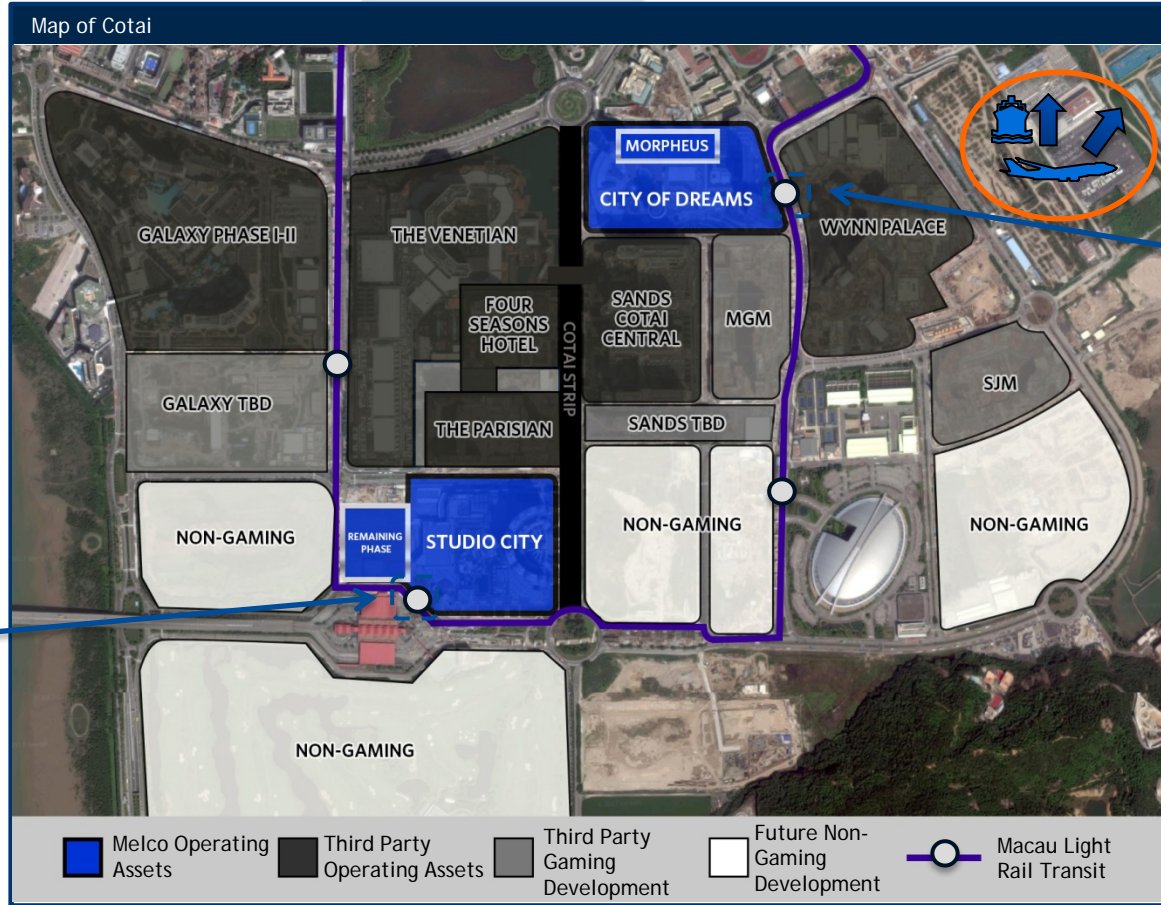 Map of Cotai
MORPHEUS
CITY OF DREAMS
GALAXY PHASE I-II
THE VENETIAN
WYNN PALACE
FOUR
SEASONS
HOTEL
SANDS
COTAI
CENTRAL
MGM
COTAI STRIP
SJM
GALAXY TBD
THE PARISIAN
SANDS TBD
NON-GAMING
REMAINING
PHASE
STUDIO CITY
NON-GAMING
NON-GAMING
NON-GAMING
Melco Operating
Assets
Third Party
Operating Assets
Third Party
Gaming
Development
Future Non-
Gaming
Development
Macau Light
Rail Transit